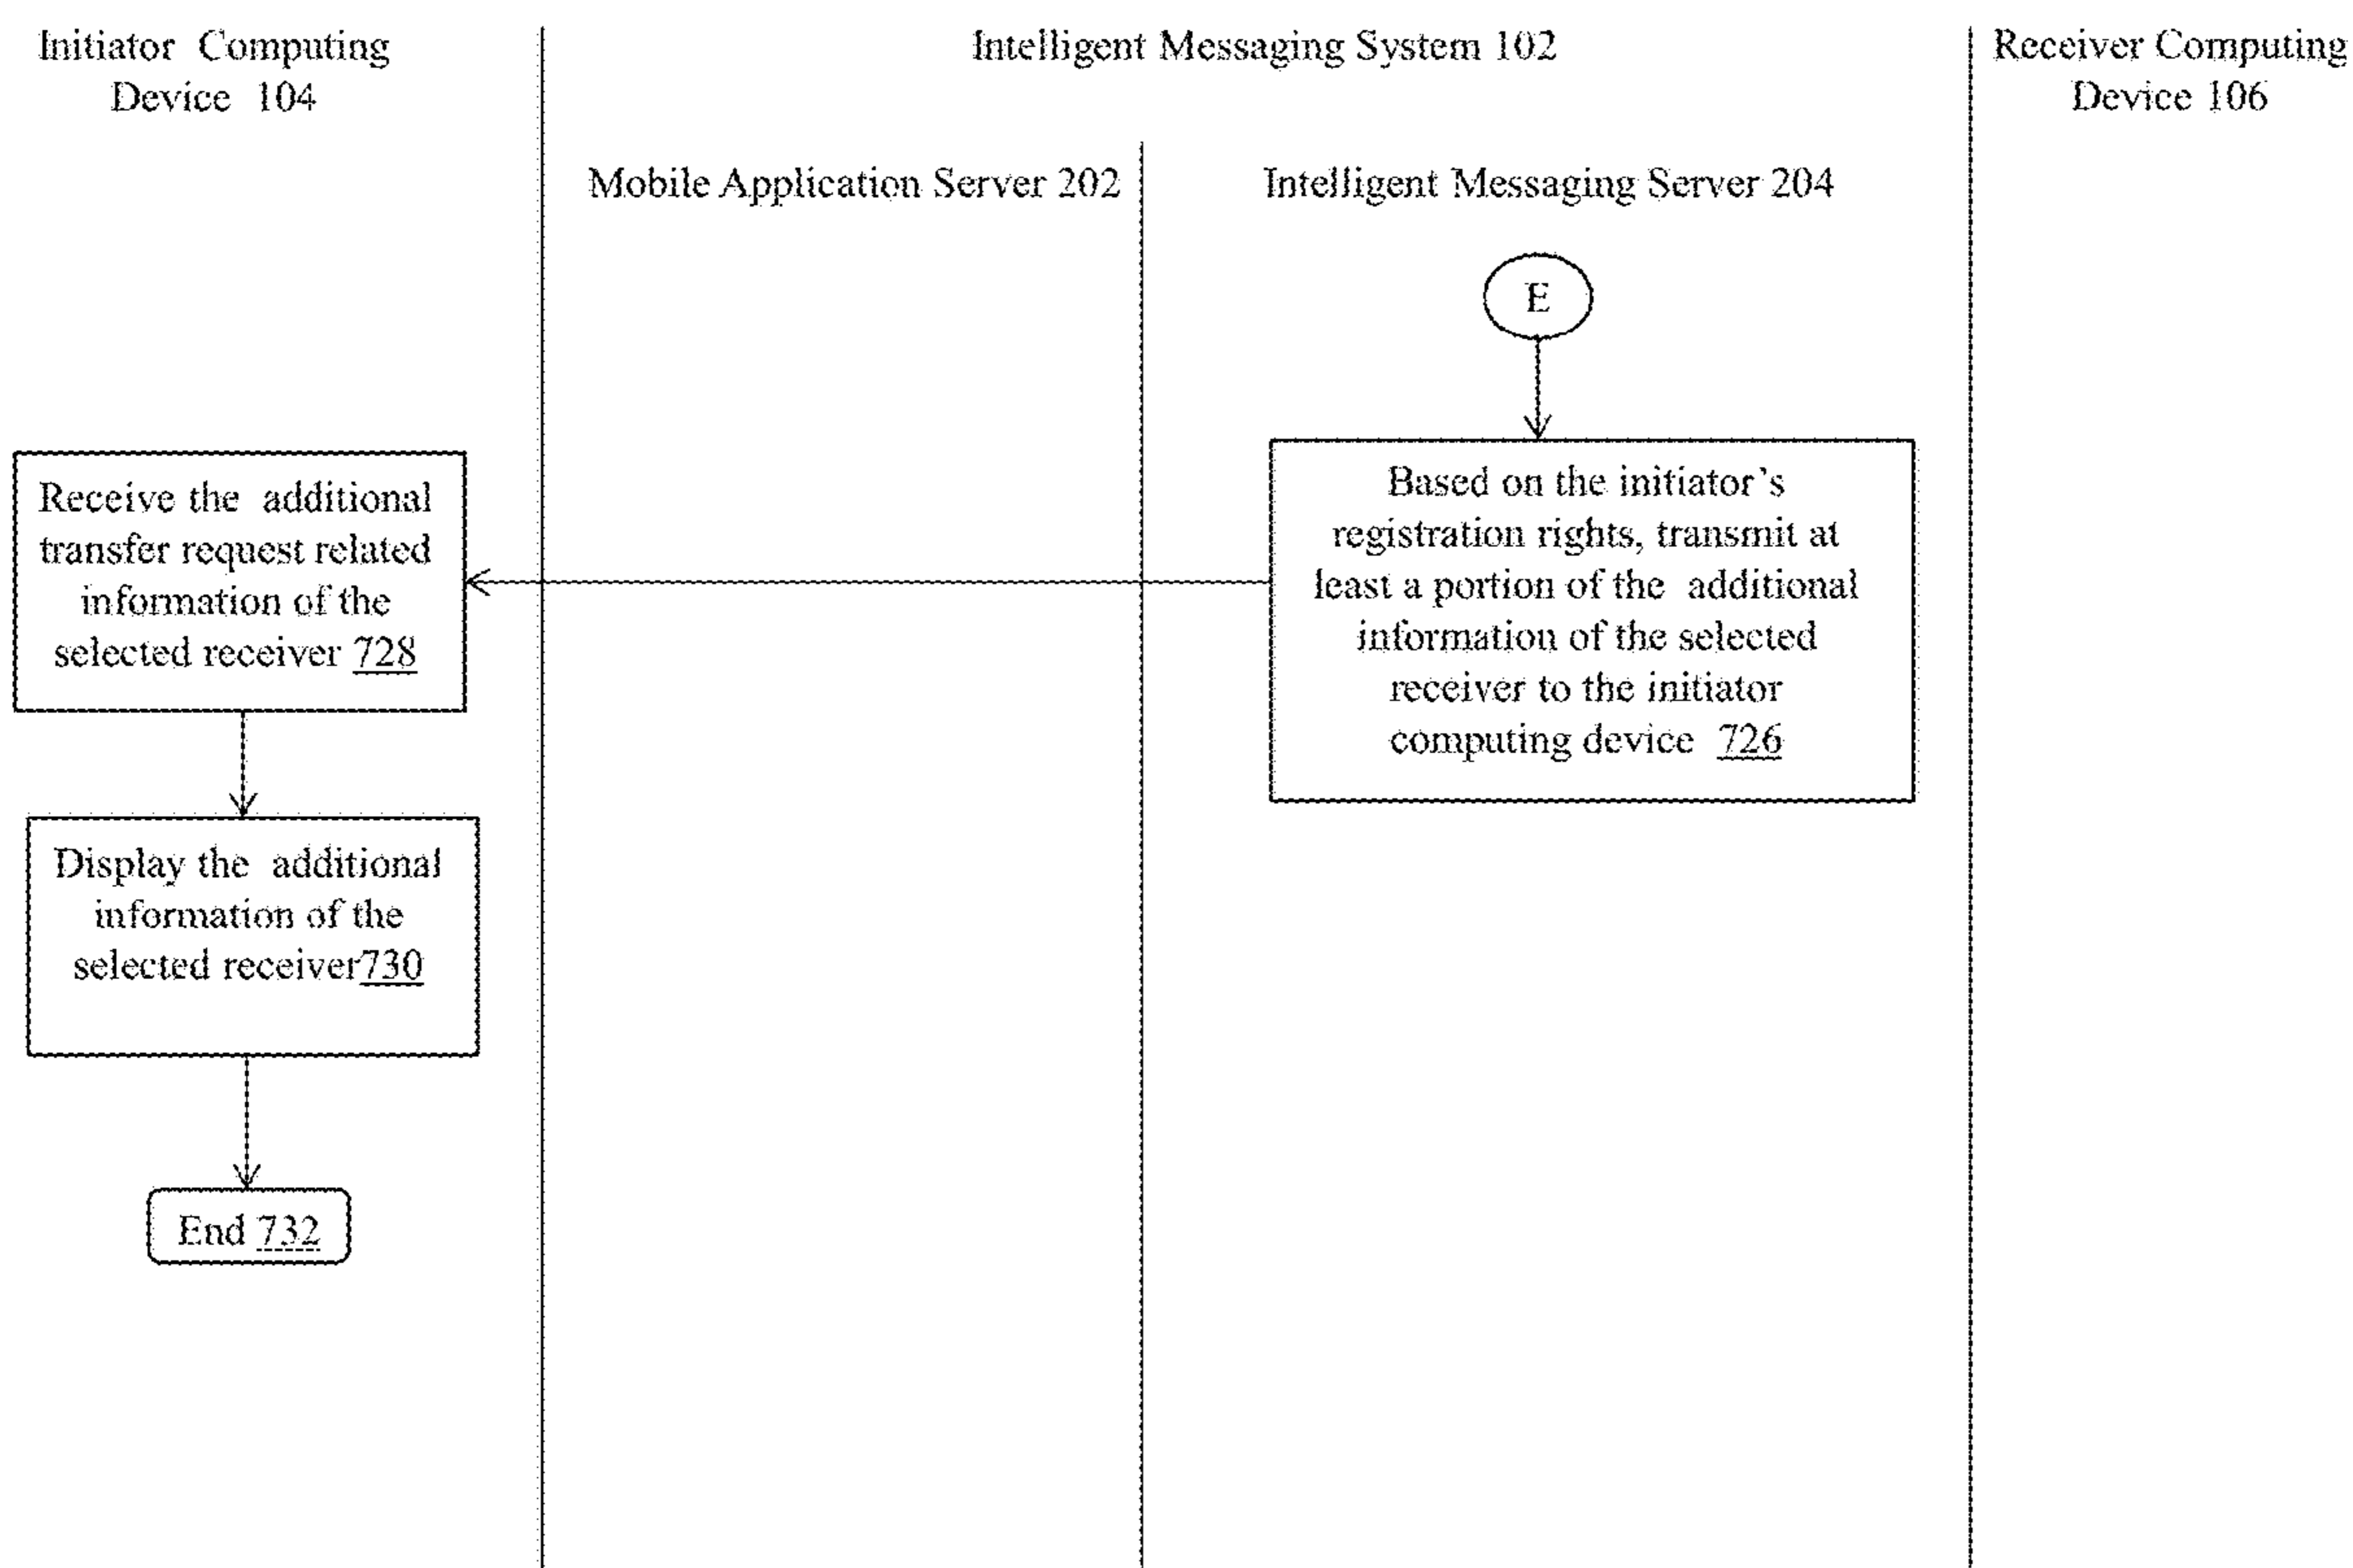 Initiator Computing
Device 104
Intelligent Messaging System 102
Receiver Computing
Device 106
Mobile Application Server 202
Intelligent Messaging Server 204
E
Based on the initiator's
registration rights, transmit at
least a portion of the additional
information of the selected
receiver to the initiator
computing device 726
Receive the additional
transfer request related
information of the
selected receiver 728
Display the additional
information of the
selected receiver730
End 732